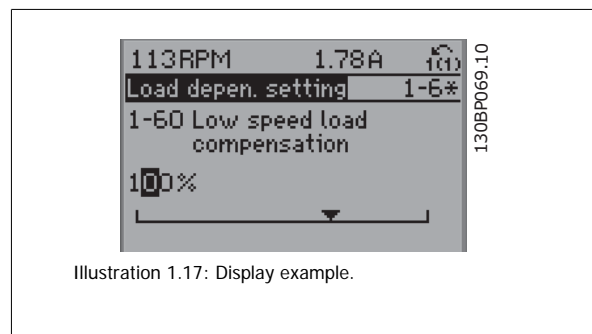 113RPM 1.78A 1(1)
Load depen. setting 1-6*
1-60 Low speed load
compensation
100%
130BP069.10
Illustration 1.17: Display example.